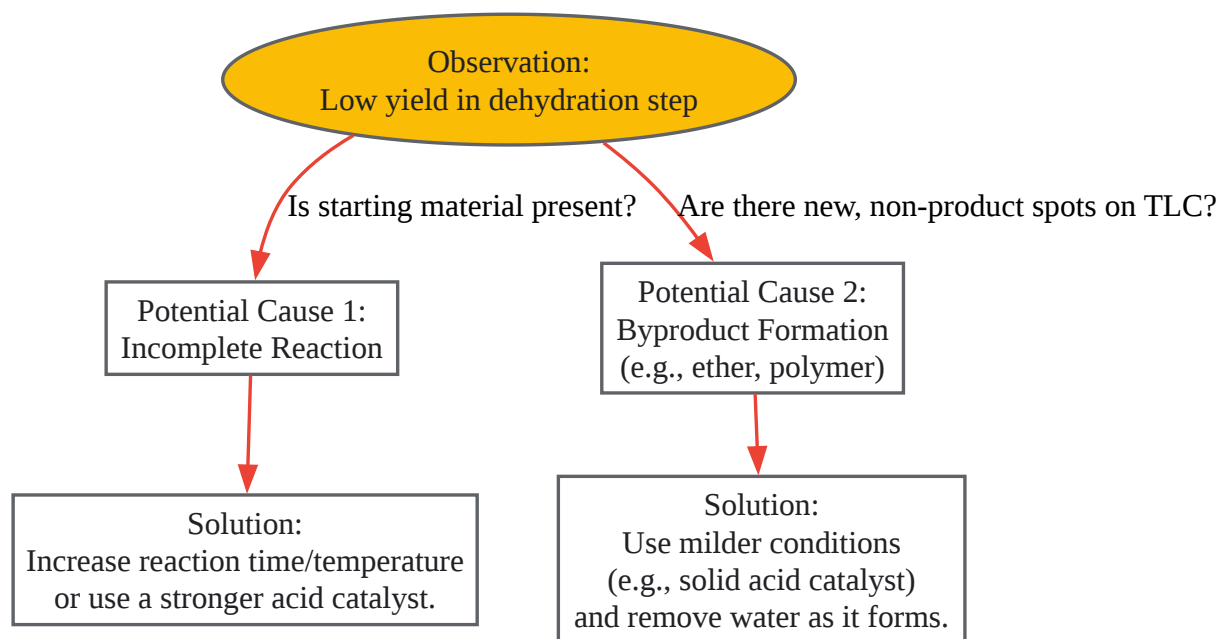 Observation:
Low yield in dehydration step
Is starting material present?
Are there new, non-product spots on TLC?
Potential Cause 1:
Incomplete Reaction
Potential Cause 2:
Byproduct Formation
(e.g., ether, polymer)
Solution:
Increase reaction time/temperature
or use a stronger acid catalyst.
Solution:
Use milder conditions
(e.g., solid acid catalyst)
and remove water as it forms.